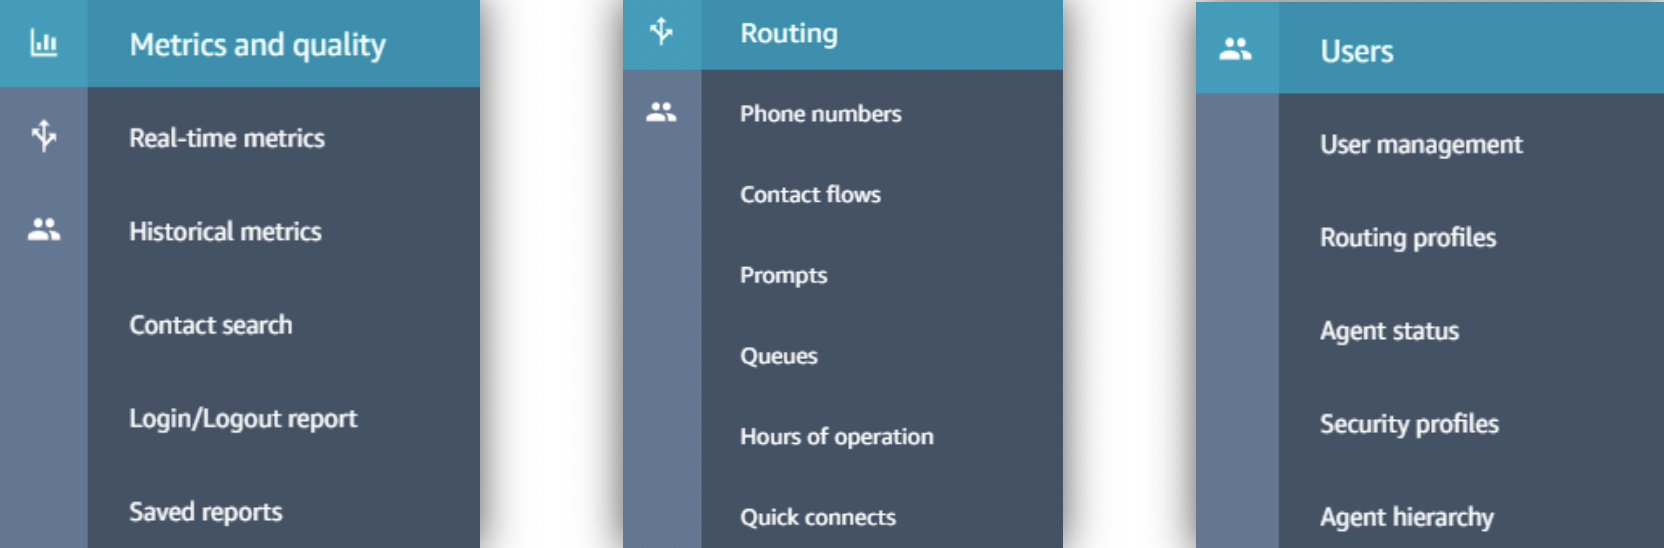 Metrics and quality
Real-time metrics
Historical metrics
Contact search
Login/Logout report
Saved reports
Routing
Phone numbers
Contact flows
Prompts
Queues
Hours of operation
Quick connects
Users
User management
Routing profiles
Agent status
Security profiles
Agent hierarchy